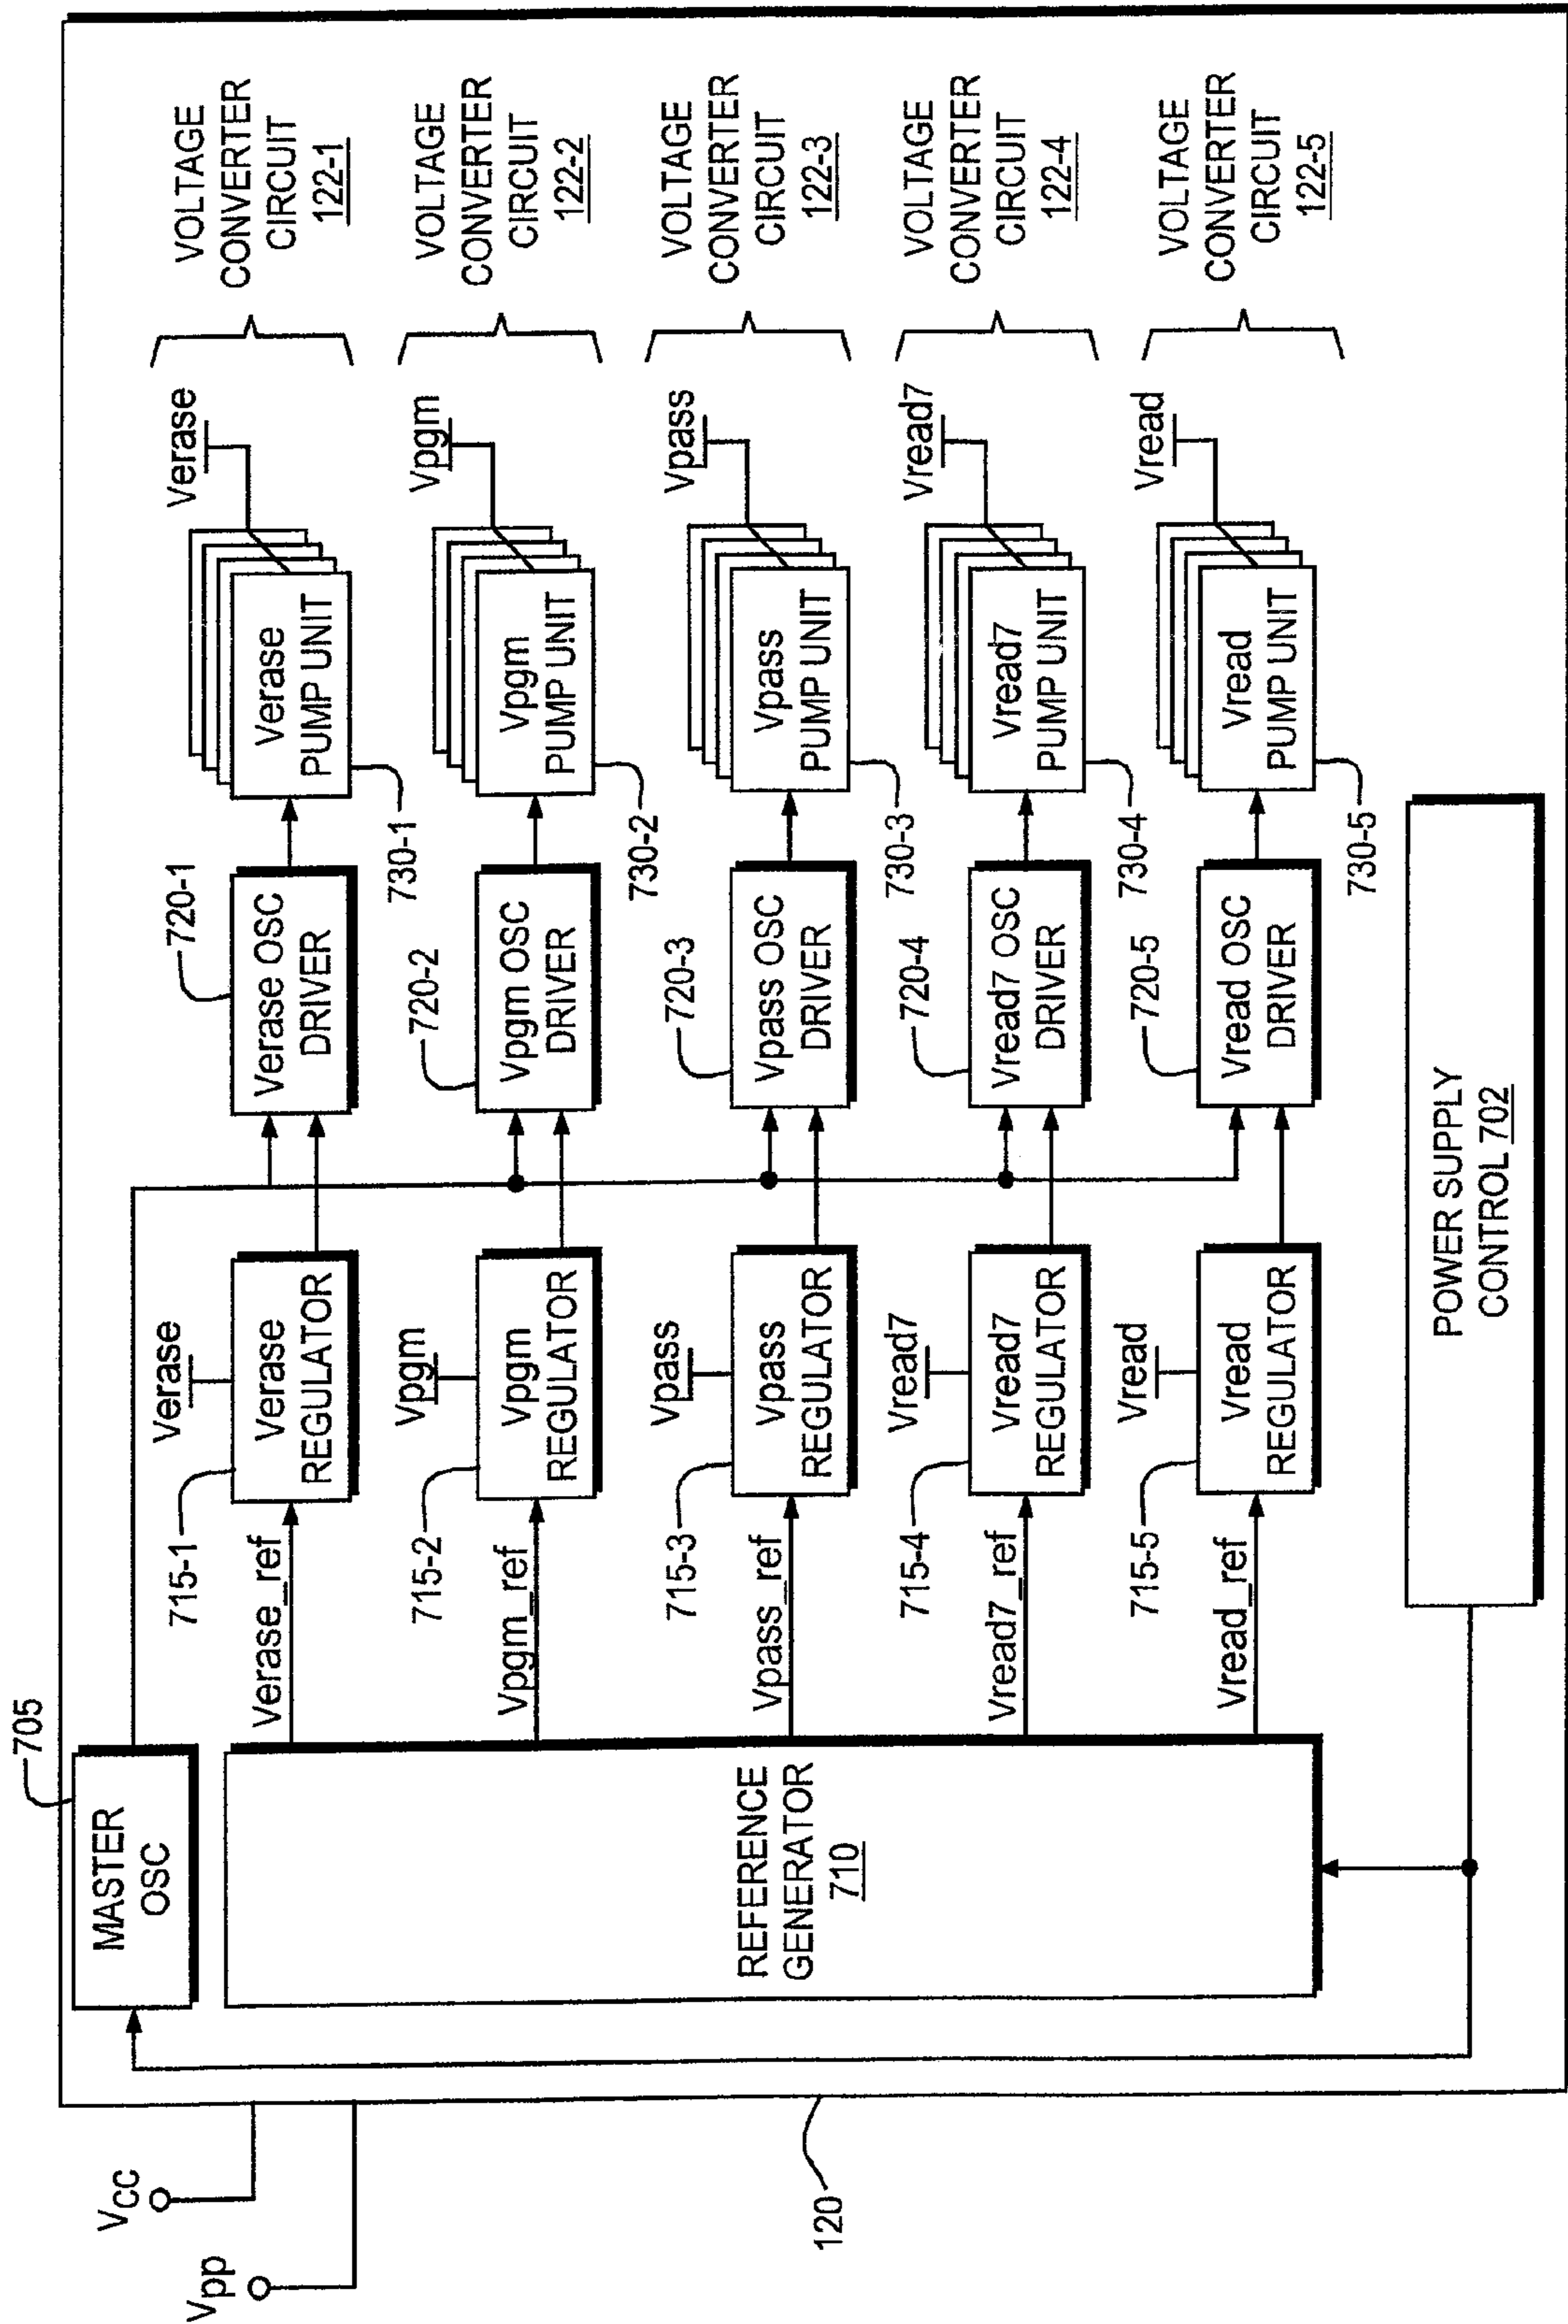 Vpp
VCC
120
705
MASTER
OSC
REFERENCE
GENERATOR
710
Verase_ref
715-1
Verase
Verase
REGULATOR
720-1
Verase OSC
DRIVER
730-1
Verase
PUMP UNIT
Verase
VOLTAGE
CONVERTER
CIRCUIT
122-1
Vpgm_ref
715-2
Vpgm
Vpgm
REGULATOR
720-2
Vpgm OSC
DRIVER
730-2
Vpgm
PUMP UNIT
Vpgm
VOLTAGE
CONVERTER
CIRCUIT
122-2
Vpass_ref
715-3
Vpass
Vpass
REGULATOR
720-3
Vpass OSC
DRIVER
730-3
Vpass
PUMP UNIT
Vpass
VOLTAGE
CONVERTER
CIRCUIT
122-3
Vread7_ref
715-4
Vread7
Vread7
REGULATOR
720-4
Vread7 OSC
DRIVER
730-4
Vread7
PUMP UNIT
Vread7
VOLTAGE
CONVERTER
CIRCUIT
122-4
Vread_ref
715-5
Vread
Vread
REGULATOR
720-5
Vread OSC
DRIVER
730-5
Vread
PUMP UNIT
Vread
VOLTAGE
CONVERTER
CIRCUIT
122-5
POWER SUPPLY
CONTROL 702